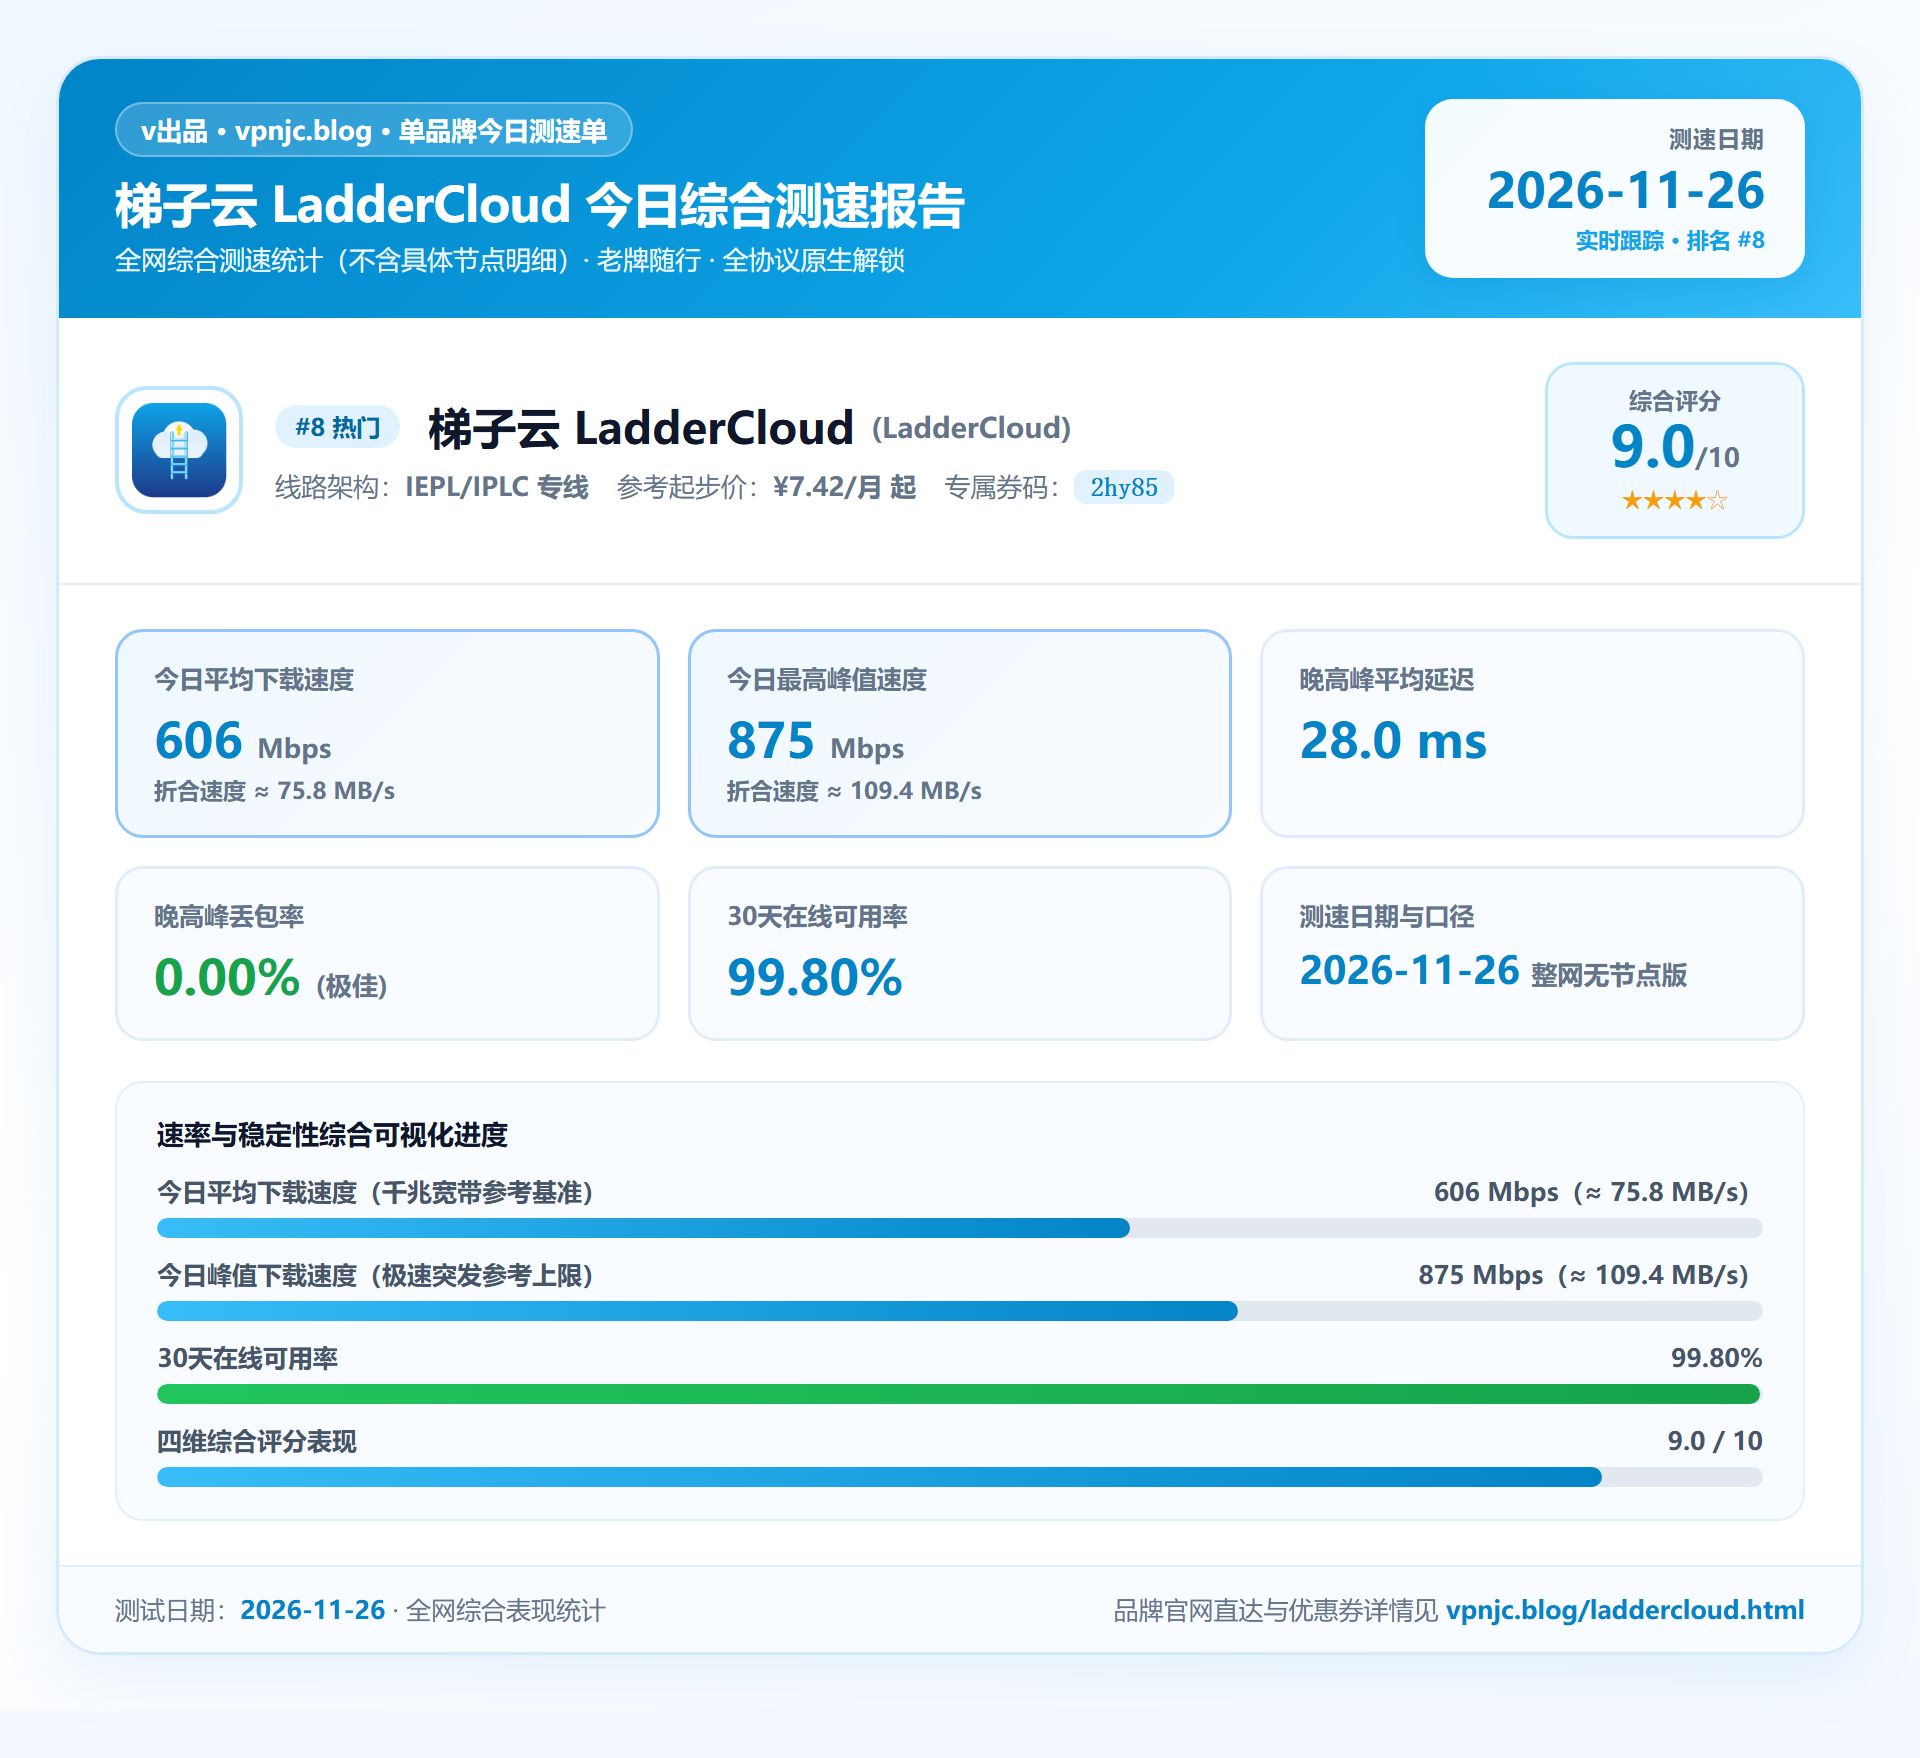 v出品 • vpnjc.blog • 单品牌今日测速单
梯子云 LadderCloud 今日综合测速报告
全网综合测速统计（不含具体节点明细）· 老牌随行 · 全协议原生解锁
测速日期
2026-11-26
实时跟踪 • 排名 #8
#8 热门 梯子云 LadderCloud (LadderCloud)
线路架构：IEPL/IPLC 专线 参考起步价：¥7.42/月 起 专属券码：2hy85
综合评分
9.0/10
★★★★☆
今日平均下载速度
606 Mbps
折合速度 ≈ 75.8 MB/s
今日最高峰值速度
875 Mbps
折合速度 ≈ 109.4 MB/s
晚高峰平均延迟
28.0 ms
晚高峰丢包率
0.00% (极佳)
30天在线可用率
99.80%
测速日期与口径
2026-11-26 整网无节点版
速率与稳定性综合可视化进度
今日平均下载速度（千兆宽带参考基准） 606 Mbps（≈ 75.8 MB/s）
今日峰值下载速度（极速突发参考上限） 875 Mbps（≈ 109.4 MB/s）
30天在线可用率 99.80%
四维综合评分表现 9.0 / 10
测试日期：2026-11-26 · 全网综合表现统计
品牌官网直达与优惠券详情见 vpnjc.blog/laddercloud.html